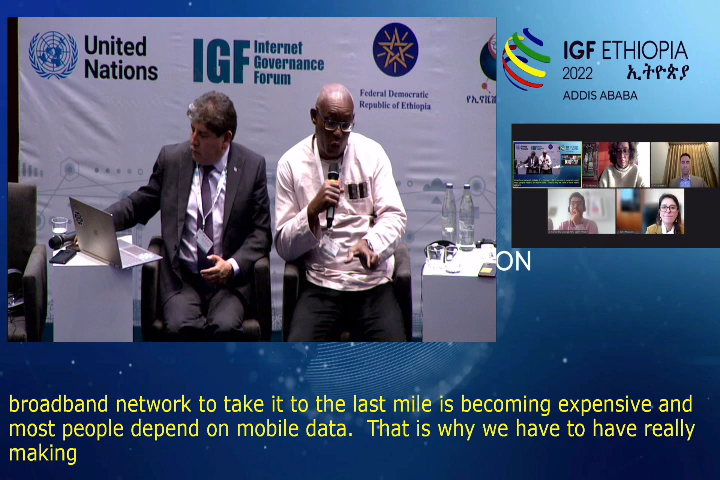 United
Nations
IGF Internet
Governance
Forum
Federal Democratic
Republic of Ethiopia
IGF ETHIOPIA
2022 ኢትዮጵያ
ADDIS ABABA
ON
broadband network to take it to the last mile is becoming expensive and
most people depend on mobile data.  That is why we have to have really
making